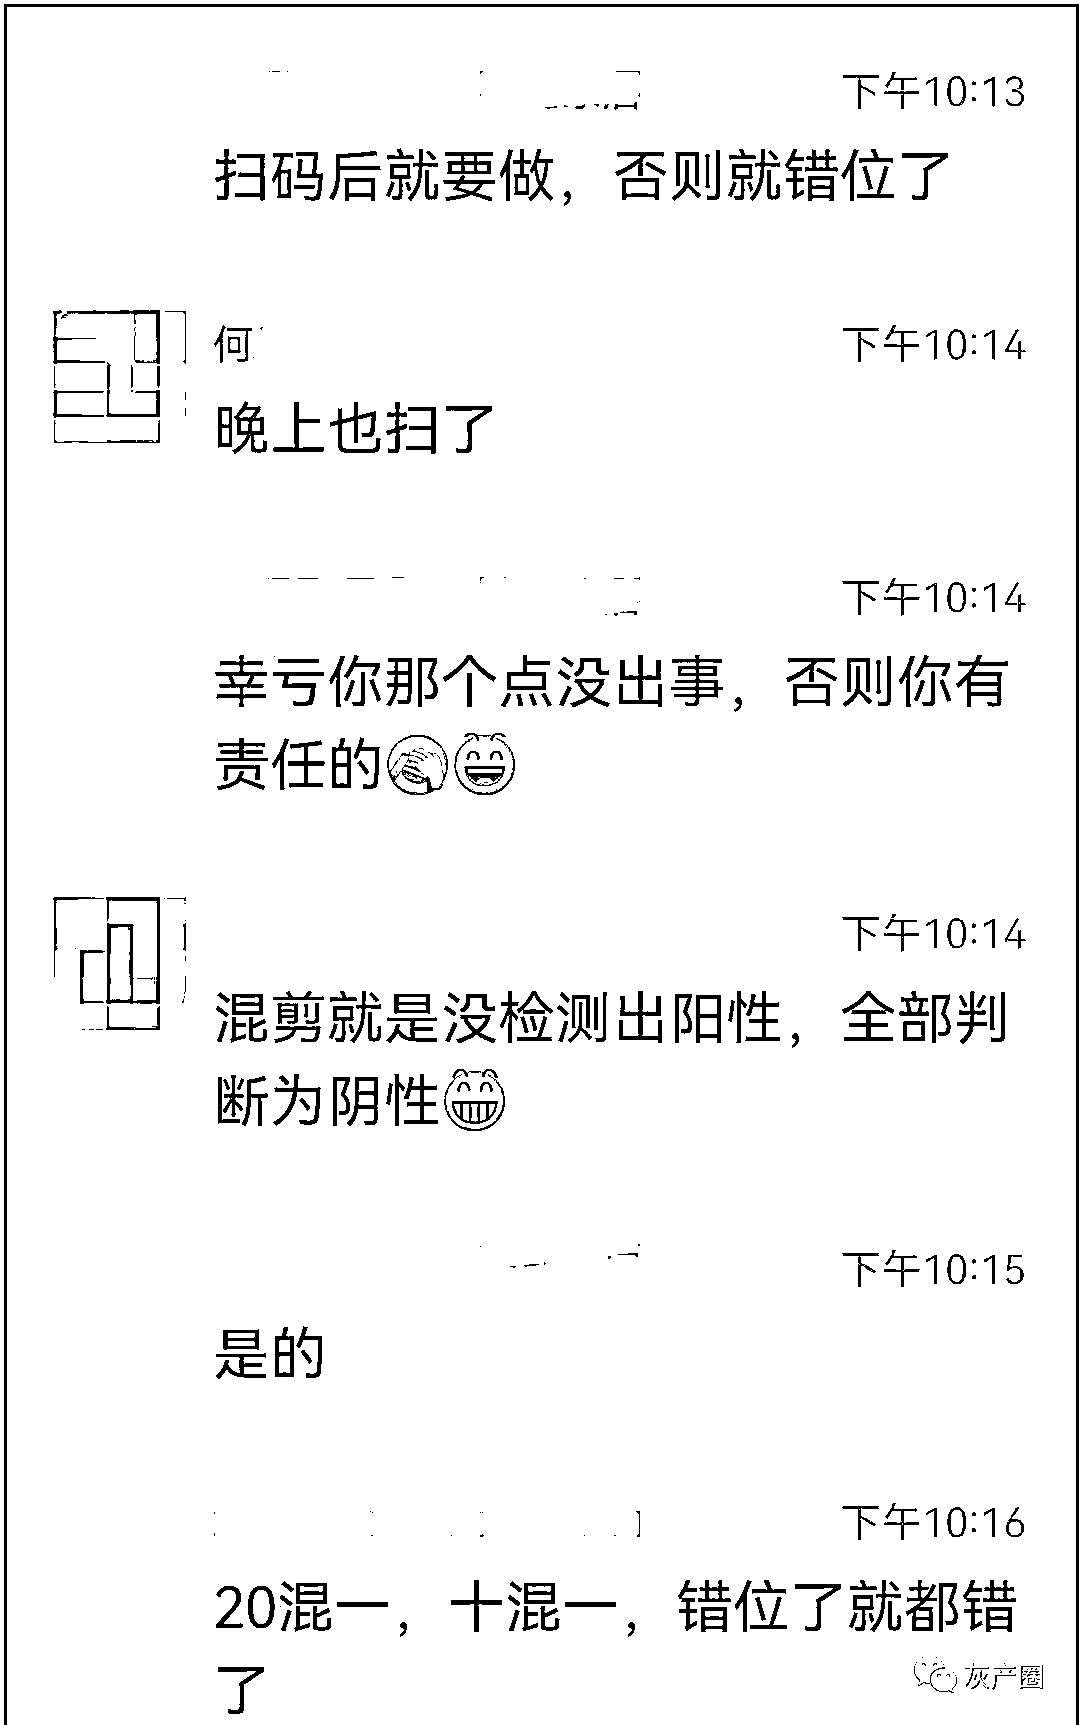 下午10:13
扫码后就要做，否则就错位了
何
下午10:14
晚上也扫了
下午10:14
幸亏你那个点没出事，否则你有
责任的
下午10:14
混剪就是没检测出阳性，全部判
断为阴性
下午10:15
是的
下午10:16
20混一，十混一，错位了就都错
了
灰产圈